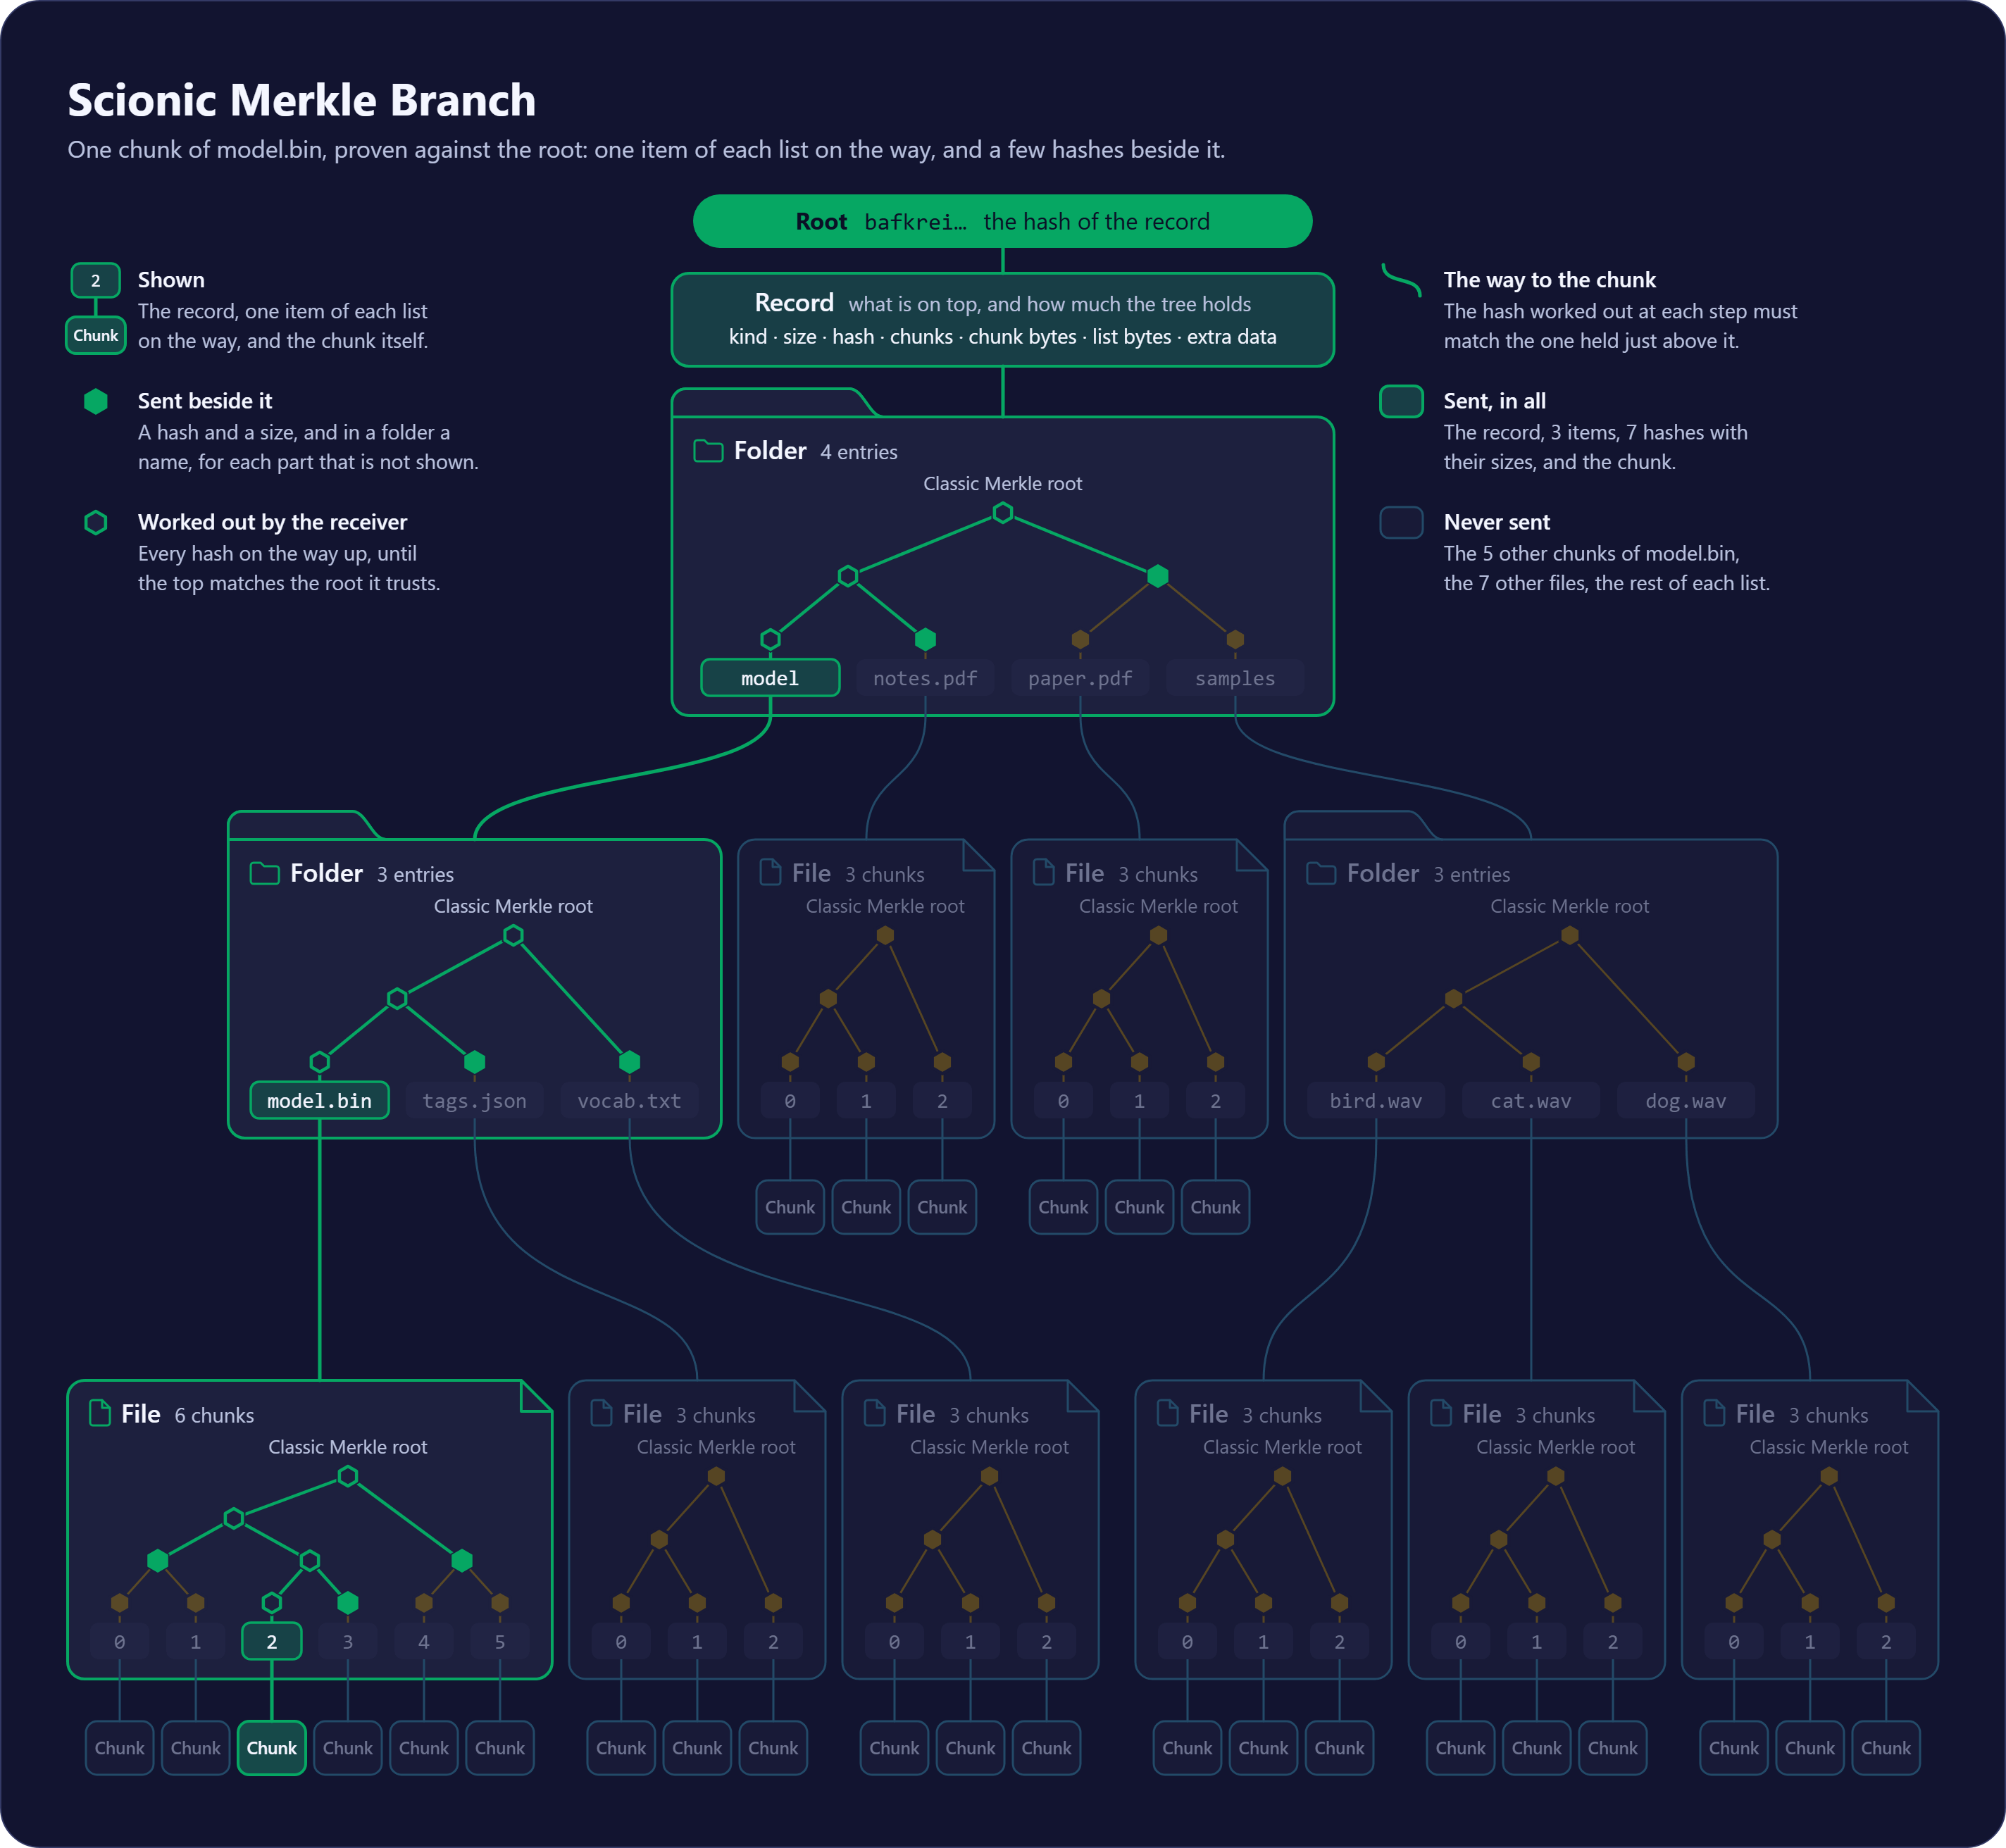 Scionic Merkle Branch
One chunk of model.bin, proven against the root: one item of each list on the way, and a few hashes beside it.
Root bafkrei… the hash of the record
Record what is on top, and how much the tree holds
kind · size · hash · chunks · chunk bytes · list bytes · extra data
2
Chunk
Shown
The record, one item of each list
on the way, and the chunk itself.
Sent beside it
A hash and a size, and in a folder a
name, for each part that is not shown.
Worked out by the receiver
Every hash on the way up, until
the top matches the root it trusts.
The way to the chunk
The hash worked out at each step must
match the one held just above it.
Sent, in all
The record, 3 items, 7 hashes with
their sizes, and the chunk.
Never sent
The 5 other chunks of model.bin,
the 7 other files, the rest of each list.
Folder 4 entries
Classic Merkle root
model notes.pdf paper.pdf samples
Folder 3 entries
Classic Merkle root
model.bin tags.json vocab.txt
File 3 chunks
Classic Merkle root
0 1 2
Chunk Chunk Chunk
File 3 chunks
Classic Merkle root
0 1 2
Chunk Chunk Chunk
Folder 3 entries
Classic Merkle root
bird.wav cat.wav dog.wav
File 6 chunks
Classic Merkle root
0 1 2 3 4 5
Chunk Chunk Chunk Chunk Chunk Chunk
File 3 chunks
Classic Merkle root
0 1 2
Chunk Chunk Chunk
File 3 chunks
Classic Merkle root
0 1 2
Chunk Chunk Chunk
File 3 chunks
Classic Merkle root
0 1 2
Chunk Chunk Chunk
File 3 chunks
Classic Merkle root
0 1 2
Chunk Chunk Chunk
File 3 chunks
Classic Merkle root
0 1 2
Chunk Chunk Chunk